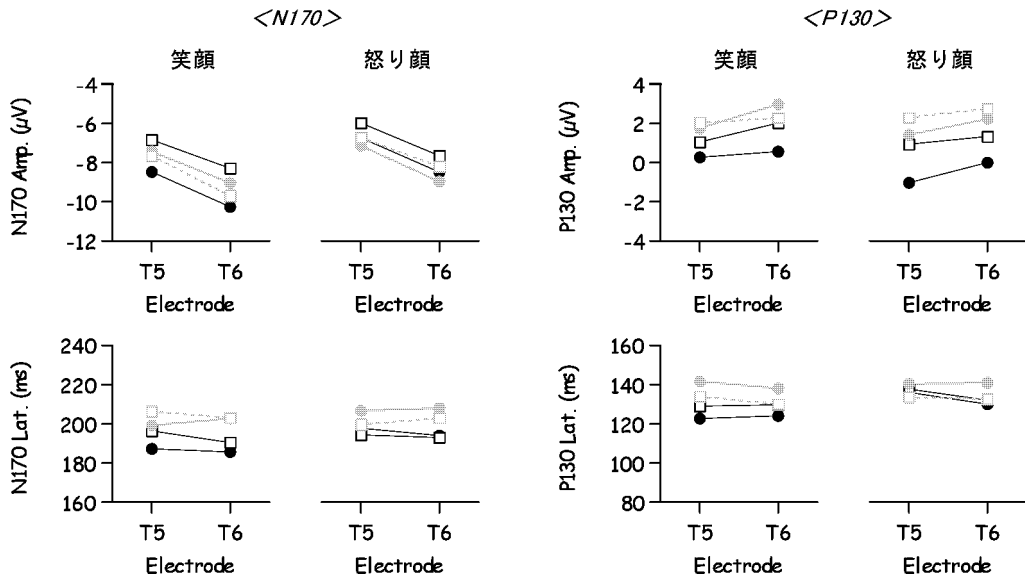 <N170>
<P130>
笑顔
怒り顔
笑顔
怒り顔
N170 Amp. (μV)
-4
-6
-8
-10
-12
T5 T6
Electrode
T5 T6
Electrode
P130 Amp. (μV)
4
2
0
-2
-4
T5 T6
Electrode
T5 T6
Electrode
N170 Lat. (ms)
240
220
200
180
160
T5 T6
Electrode
T5 T6
Electrode
P130 Lat. (ms)
160
140
120
100
80
T5 T6
Electrode
T5 T6
Electrode